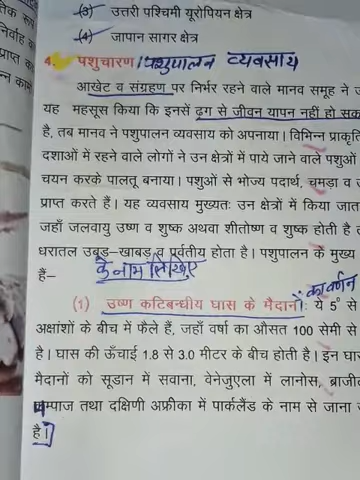 (3) उत्तरी पश्चिमी यूरोपियन क्षेत्र
(4) जापान सागर क्षेत्र
4. पशुचारण / पशुपालन व्यवसाय
आखेट व संग्रहण पर निर्भर रहने वाले मानव समूह ने
यह महसूस किया कि इनसें ढ़ग से जीवन यापन नहीं हो
है, तब मानव ने पशुपालन व्यवसाय को अपनाया। विभिन्न
दशाओं में रहने वाले लोगों ने उन क्षेत्रों में पाये जाने वाले पशुओं
चयन करके पालतू बनाया। पशुओं से भोज्य पदार्थ, चमड़ा व
प्राप्त करते हैं। यह व्यवसाय मुख्यतः उन क्षेत्रों में किया
जहाँ जलवायु उष्ण व शुष्क अथवा शीतोष्ण व शुष्क होती है
धरातल उबड़–खाबड़ व पर्वतीय होता है। पशुपालन के मुख्य
हैं– के नाम लिखिए
का वर्णन
(1) उष्ण कटिबन्धीय घास के मैदानों: ये 5° से
अक्षांशों के बीच में फैले हैं, जहाँ वर्षा का औसत 100 सेमी से
है। घास की ऊँचाई 1.8 से 3.0 मीटर के बीच होती है। इन
मैदानों को सूडान में सवाना, वेनेजुएला में लानोस,
पम्पाज तथा दक्षिणी अफ्रीका में पार्कलैंड के नाम से जाना
है।